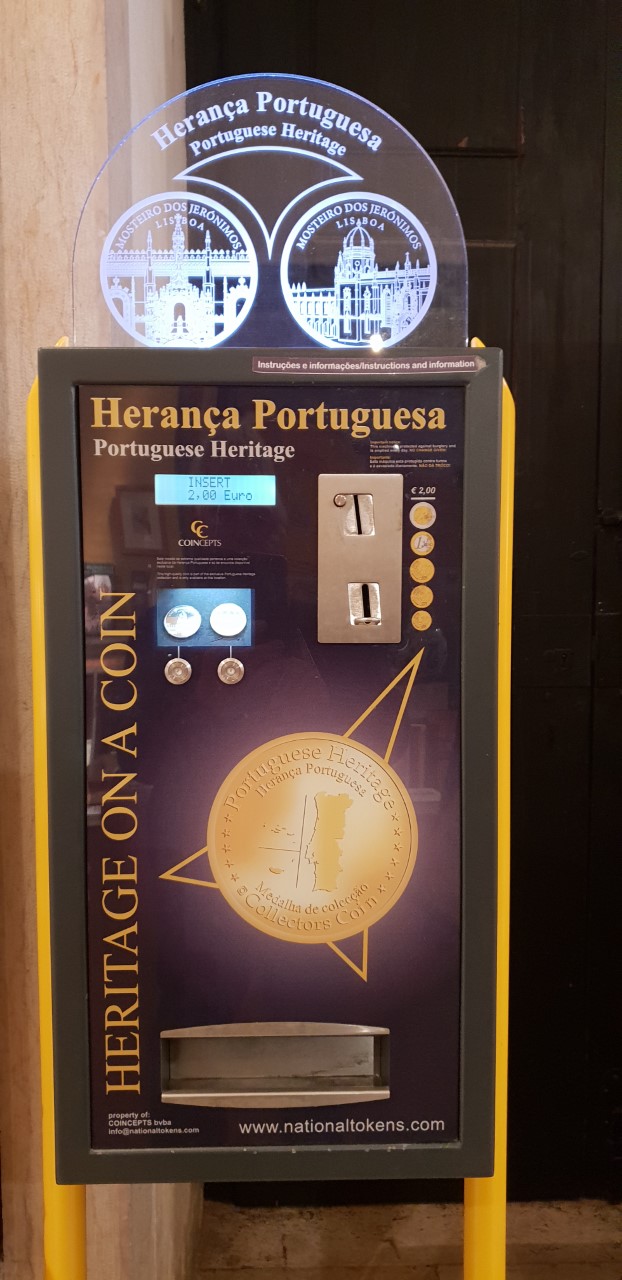 Herança Portuguesa
Portuguese Heritage
MOSTEIRO DOS JERÓNIMOS
LISBOA
MOSTEIRO DOS JERÓNIMOS
LISBOA
Instruções e informações/Instructions and information
Herança Portuguesa
Portuguese Heritage
INSERT
2,00 Euro
€ 2,00
CC
COINCEPTS
HERITAGE ON A COIN
Portuguese Heritage
Herança Portuguesa
Medalha de colecção
Collectors Coin
property of:
COINCEPTS bvba
info@nationaltokens.com
www.nationaltokens.com